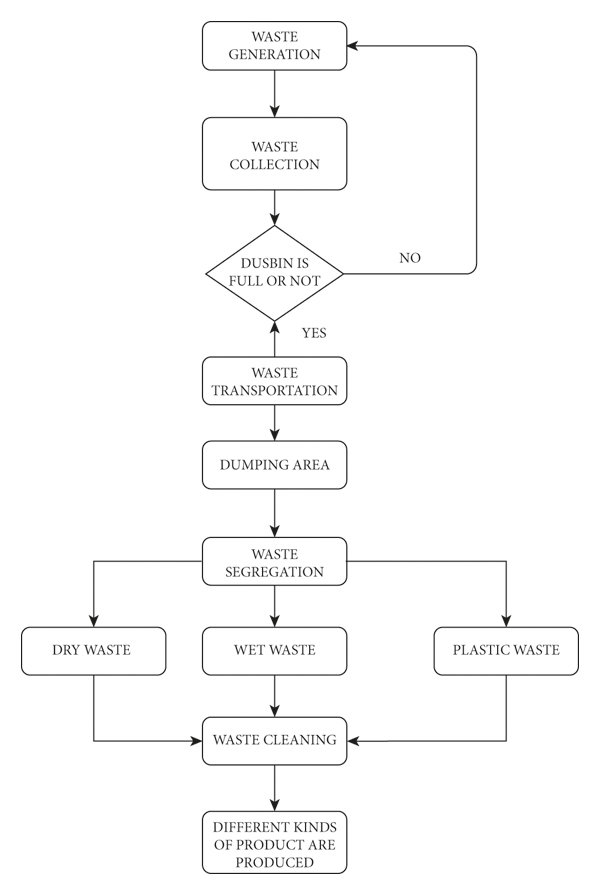 WASTE
GENERATION
WASTE
COLLECTION
DUSBIN IS
FULL OR NOT
NO
YES
WASTE
TRANSPORTATION
DUMPING AREA
WASTE
SEGREGATION
DRY WASTE
WET WASTE
PLASTIC WASTE
WASTE CLEANING
DIFFERENT KINDS
OF PRODUCT ARE
PRODUCED